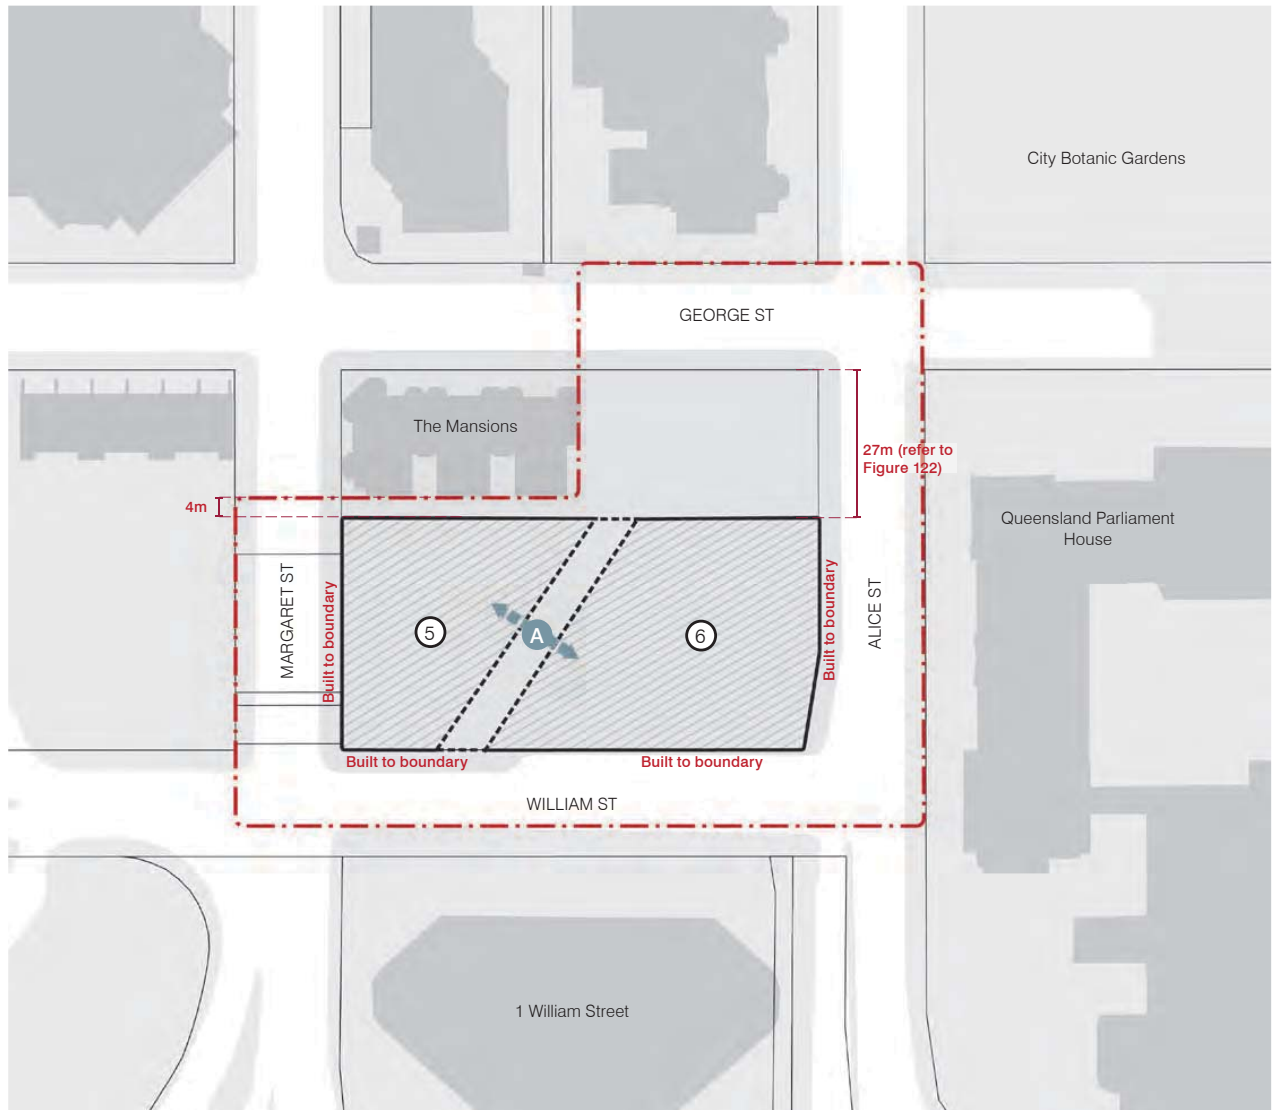 City Botanic Gardens
GEORGE ST
The Mansions
27m (refer to
Figure 122)
4m
Queensland Parliament
House
MARGARET ST
Built to boundary
5
A
6
Built to boundary
ALICE ST
Built to boundary
Built to boundary
WILLIAM ST
1 William Street